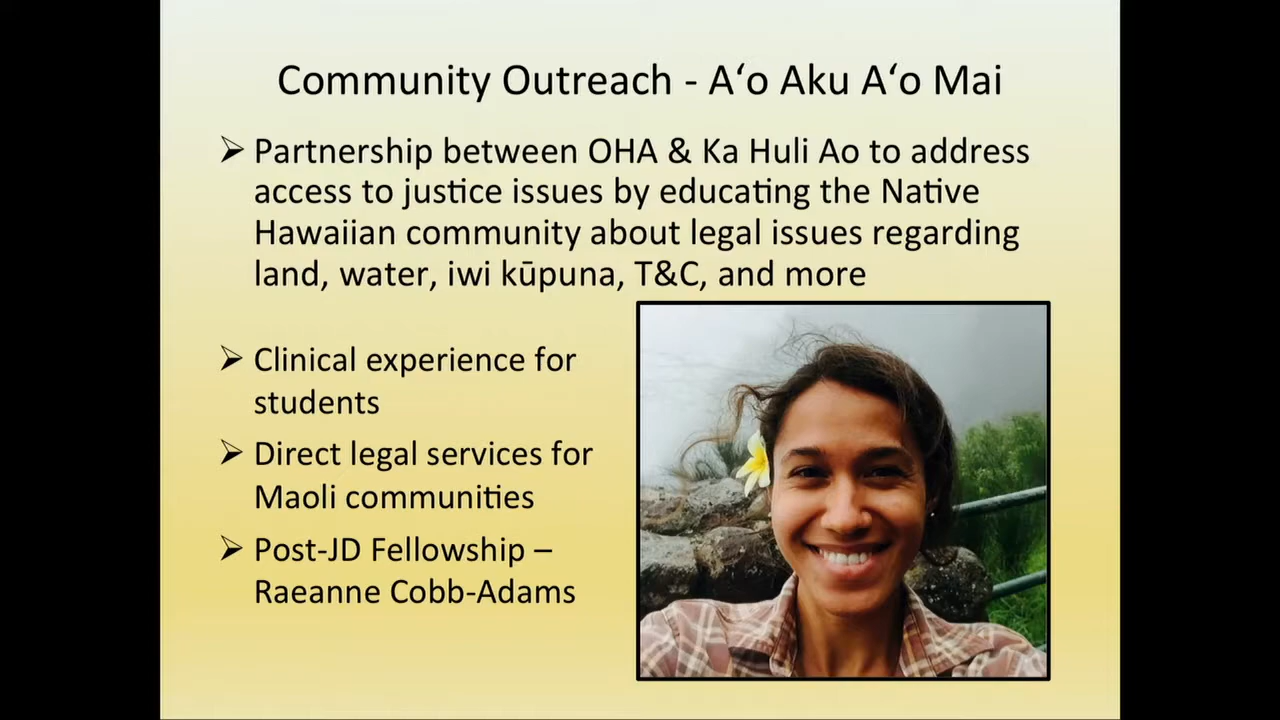 Community Outreach - Aʻo Aku Aʻo Mai
➢ Partnership between OHA & Ka Huli Ao to address
access to justice issues by educating the Native
Hawaiian community about legal issues regarding
land, water, iwi kūpuna, T&C, and more
➢ Clinical experience for
students
➢ Direct legal services for
Maoli communities
➢ Post-JD Fellowship –
Raeanne Cobb-Adams